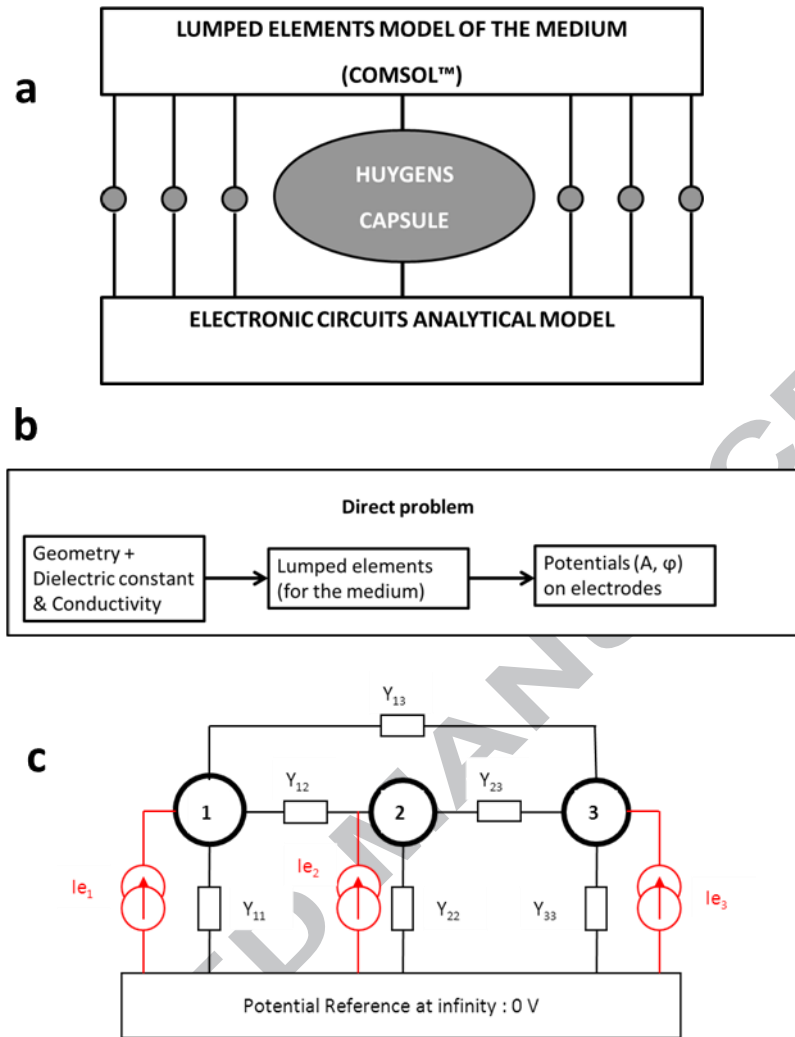 a
LUMPED ELEMENTS MODEL OF THE MEDIUM
(COMSOL™)
HUYGENS
CAPSULE
ELECTRONIC CIRCUITS ANALYTICAL MODEL
b
Direct problem
Geometry +
Dielectric constant
& Conductivity
Lumped elements
(for the medium)
Potentials (A, φ)
on electrodes
c
Y₁₃
Y₁₂
Y₂₃
1
2
3
Ie₁
Y₁₁
Ie₂
Y₂₂
Y₃₃
Ie₃
Potential Reference at infinity : 0 V